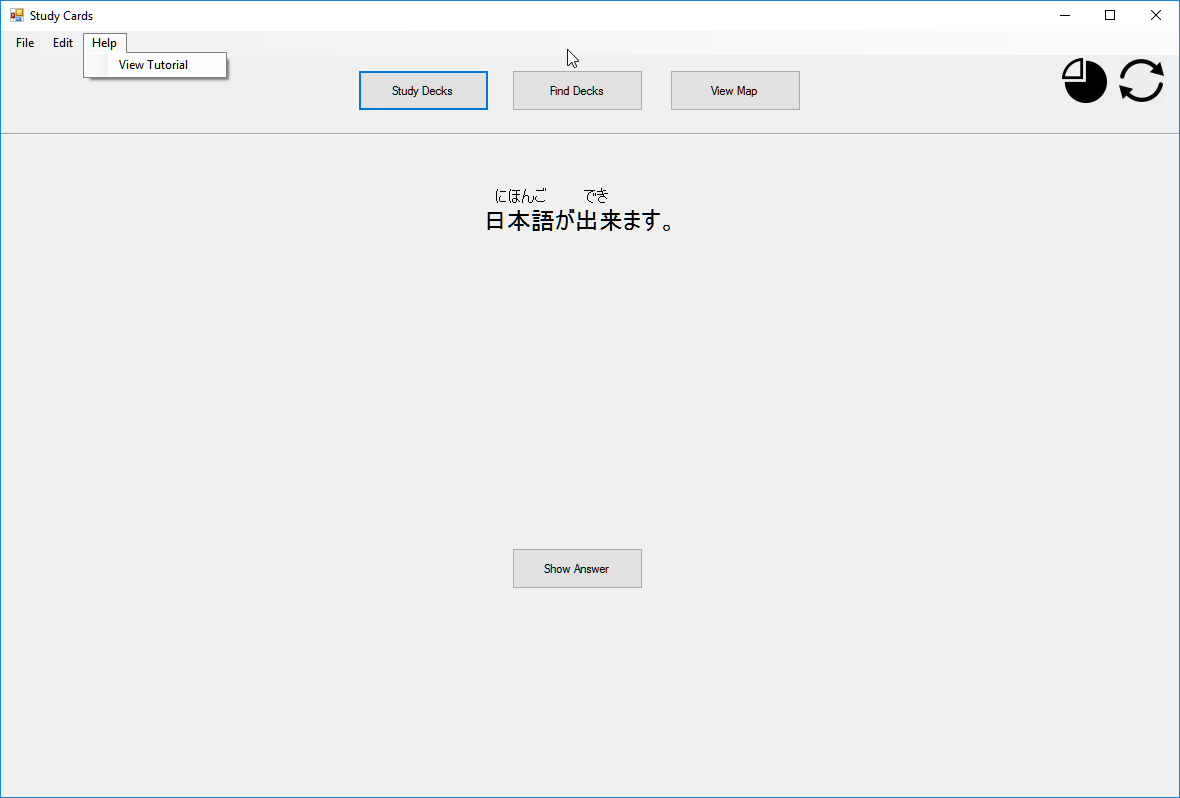 Study Cards
File Edit Help
View Tutorial
Study Decks Find Decks View Map
にほんご でき
日本語が出来ます。
Show Answer